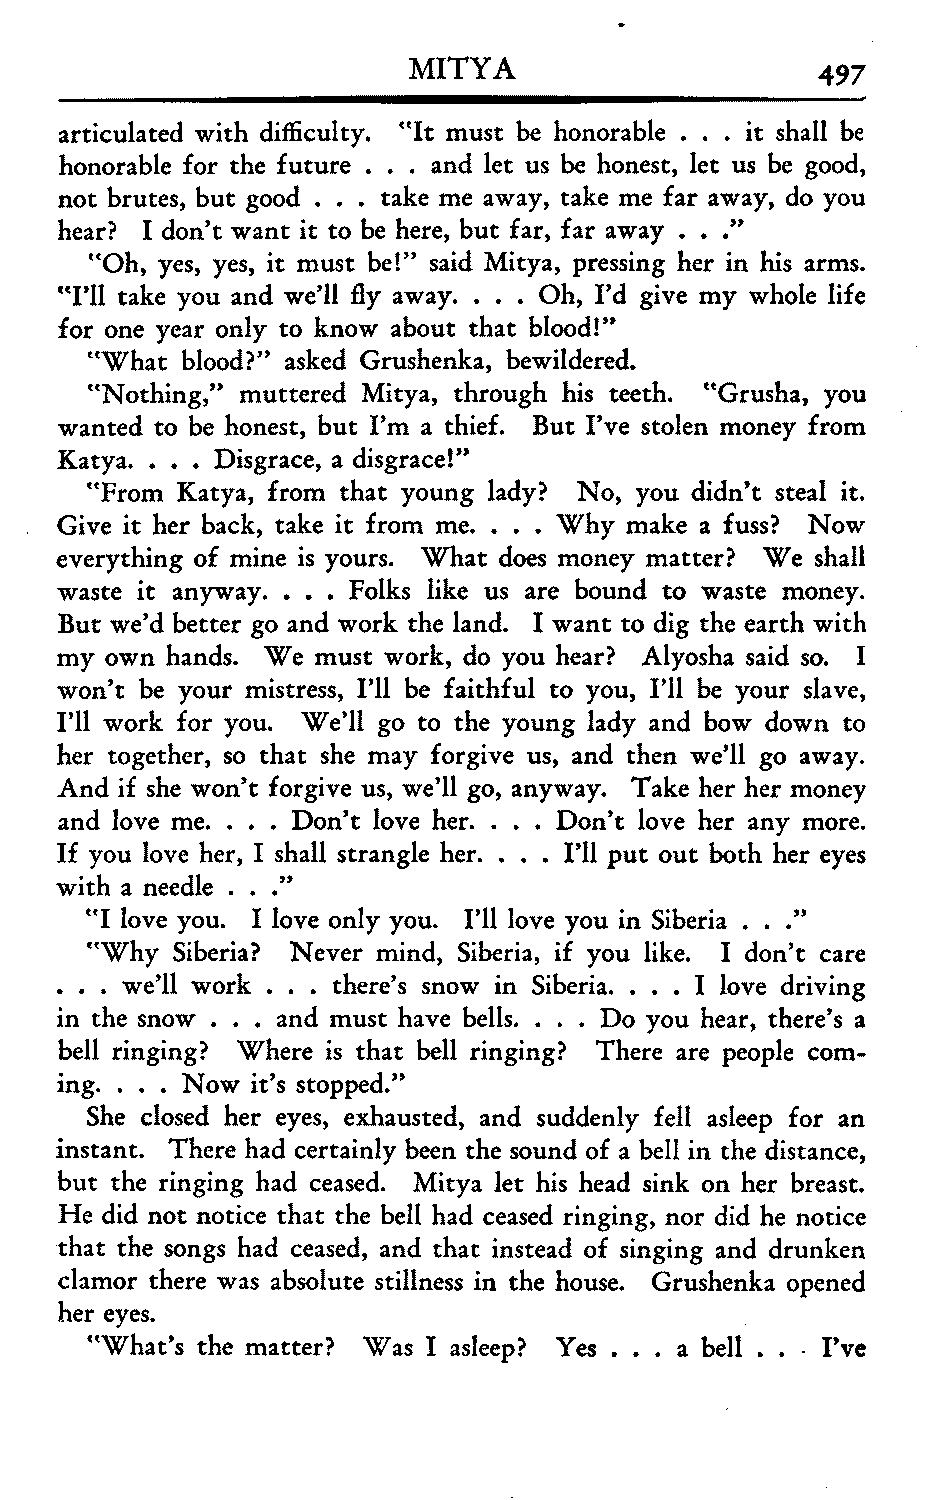 MITYA 497
articulated with difficulty. "It must be honorable . . . it shall be
honorable for the future . . . and let us be honest, let us be good,
not brutes, but good . . . take me away, take me far away, do you
hear? I don't want it to be here, but far, far away . . ."
"Oh, yes, yes, it must be!" said Mitya, pressing her in his arms.
"I'll take you and we'll fly away. . . . Oh, I'd give my whole life
for one year only to know about that blood!"
"What blood?" asked Grushenka, bewildered.
"Nothing," muttered Mitya, through his teeth. "Grusha, you
wanted to be honest, but I'm a thief. But I've stolen money from
Katya. . . . Disgrace, a disgrace!"
"From Katya, from that young lady? No, you didn't steal it.
Give it her back, take it from me. . . . Why make a fuss? Now
everything of mine is yours. What does money matter? We shall
waste it anyway. . . . Folks like us are bound to waste money.
But we'd better go and work the land. I want to dig the earth with
my own hands. We must work, do you hear? Alyosha said so. I
won't be your mistress, I'll be faithful to you, I'll be your slave,
I'll work for you. We'll go to the young lady and bow down to
her together, so that she may forgive us, and then we'll go away.
And if she won't forgive us, we'll go, anyway. Take her her money
and love me. . . . Don't love her. . . . Don't love her any more.
If you love her, I shall strangle her. . . . I'll put out both her eyes
with a needle . . ."
"I love you. I love only you. I'll love you in Siberia . . ."
"Why Siberia? Never mind, Siberia, if you like. I don't care
. . . we'll work . . . there's snow in Siberia. . . . I love driving
in the snow . . . and must have bells. . . . Do you hear, there's a
bell ringing? Where is that bell ringing? There are people com-
ing. . . . Now it's stopped."
She closed her eyes, exhausted, and suddenly fell asleep for an
instant. There had certainly been the sound of a bell in the distance,
but the ringing had ceased. Mitya let his head sink on her breast.
He did not notice that the bell had ceased ringing, nor did he notice
that the songs had ceased, and that instead of singing and drunken
clamor there was absolute stillness in the house. Grushenka opened
her eyes.
"What's the matter? Was I asleep? Yes . . . a bell . . . I've